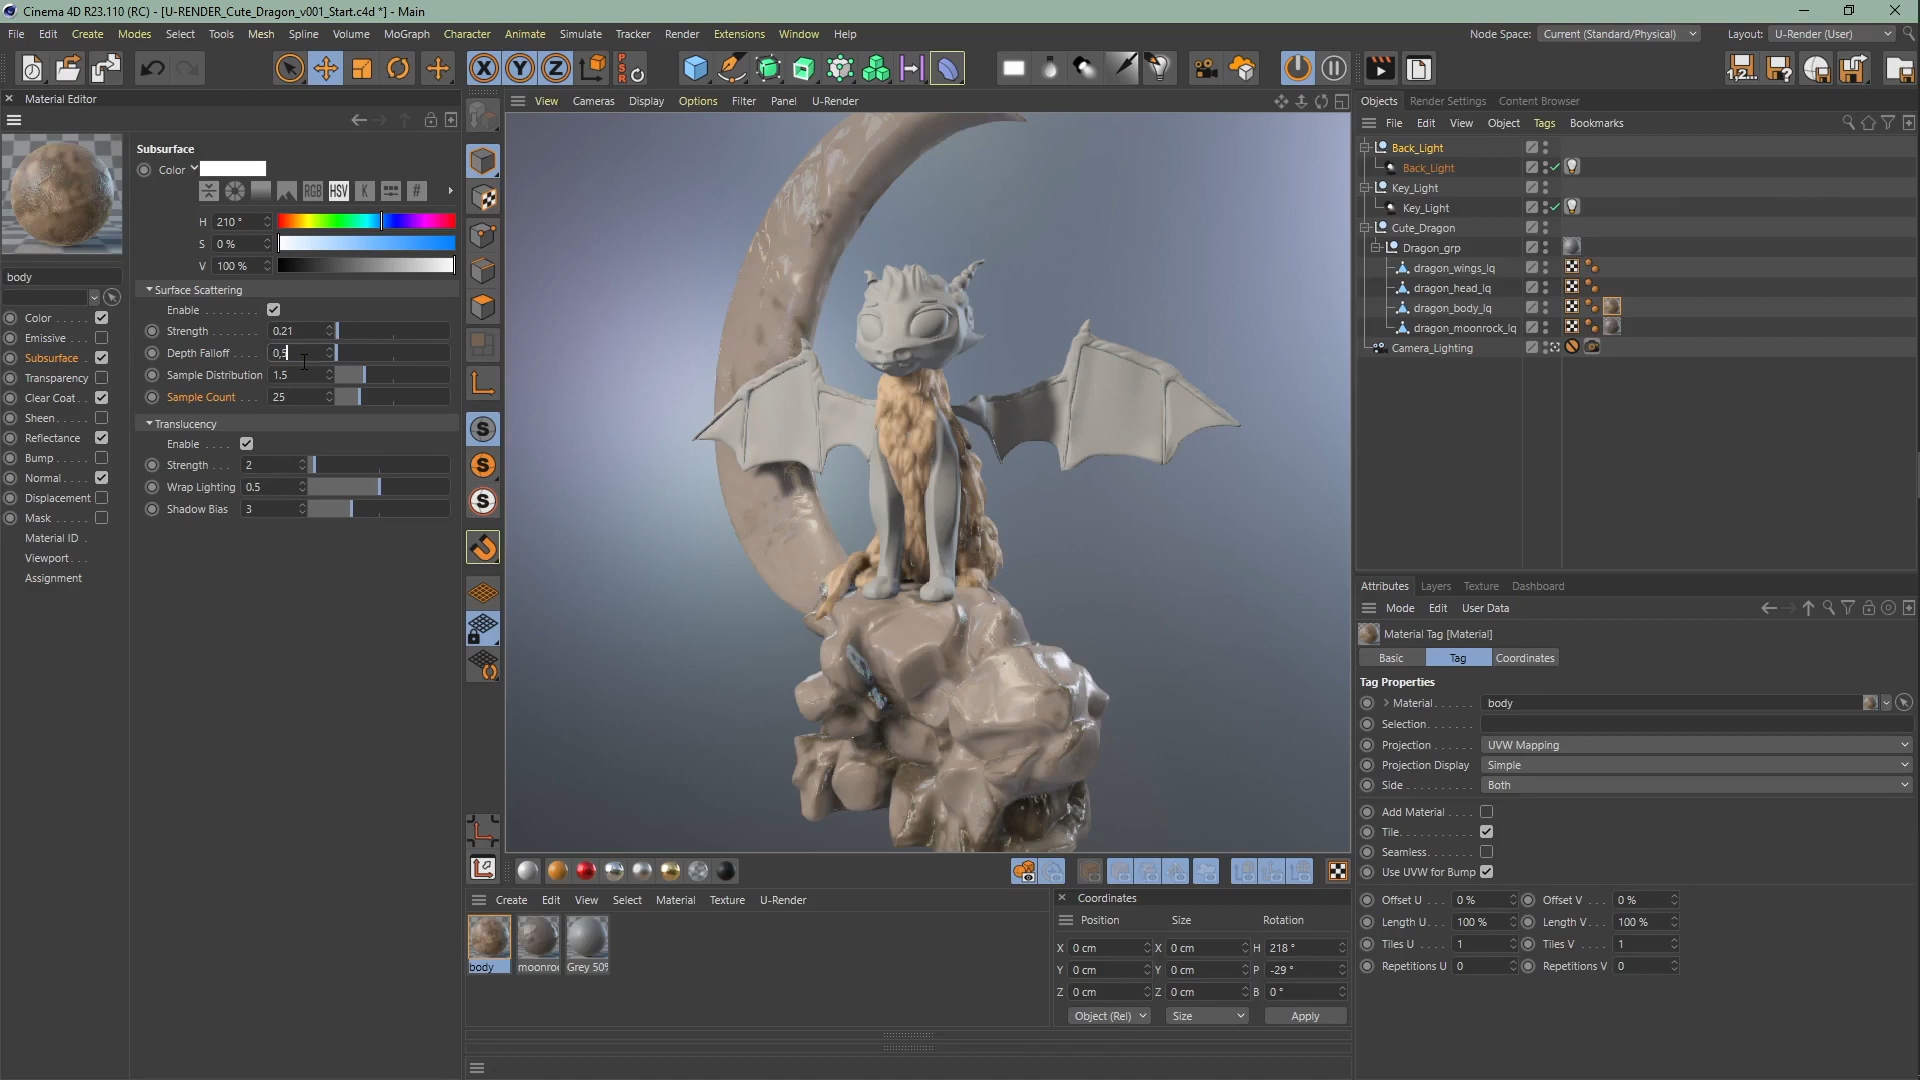 Cinema 4D R23.110 (RC) - [U-RENDER_Cute_Dragon_v001_Start.c4d *] - Main
File Edit Create Modes Select Tools Mesh Spline Volume MoGraph Character Animate Simulate Tracker Render Extensions Window Help
Node Space: Current (Standard/Physical) Layout: U-Render (User)
X Y Z PSR 1,2...
Material Editor
View Cameras Display Options Filter Panel U-Render
Objects Render Settings Content Browser
File Edit View Object Tags Bookmarks
Subsurface
Color
RGB HSV K #
H 210 °
S 0 %
V 100 %
body
Color
Emissive
Subsurface
Transparency
Clear Coat
Sheen
Reflectance
Bump
Normal
Displacement
Mask
Material ID
Viewport
Assignment
Surface Scattering
Enable
Strength 0.21
Depth Falloff 0,5
Sample Distribution 1.5
Sample Count 25
Translucency
Enable
Strength 2
Wrap Lighting 0.5
Shadow Bias 3
S
S
S
Back_Light
Back_Light
Key_Light
Key_Light
Cute_Dragon
Dragon_grp
dragon_wings_lq
dragon_head_lq
dragon_body_lq
dragon_moonrock_lq
Camera_Lighting
Attributes Layers Texture Dashboard
Mode Edit User Data
Material Tag [Material]
Basic Tag Coordinates
Tag Properties
Material body
Selection
Projection UVW Mapping
Projection Display Simple
Side Both
Add Material
Tile
Seamless
Use UVW for Bump
Offset U 0 % Offset V 0 %
Length U 100 % Length V 100 %
Tiles U 1 Tiles V 1
Repetitions U 0 Repetitions V 0
Create Edit View Select Material Texture U-Render
body moonro Grey 50%
Coordinates
Position Size Rotation
X 0 cm X 0 cm H 218 °
Y 0 cm Y 0 cm P -29 °
Z 0 cm Z 0 cm B 0 °
Object (Rel) Size Apply